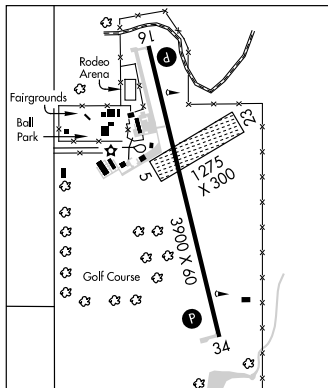 16
P
Rodeo
Arena
Fairgrounds
Ball
Park
23
5
1275
X 300
3900 X 60
Golf Course
P
34